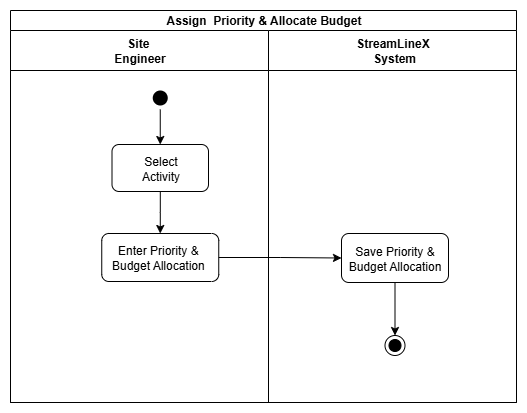 Assign Priority & Allocate Budget
Site
Engineer
StreamLineX
System
Select
Activity
Enter Priority &
Budget Allocation
Save Priority &
Budget Allocation